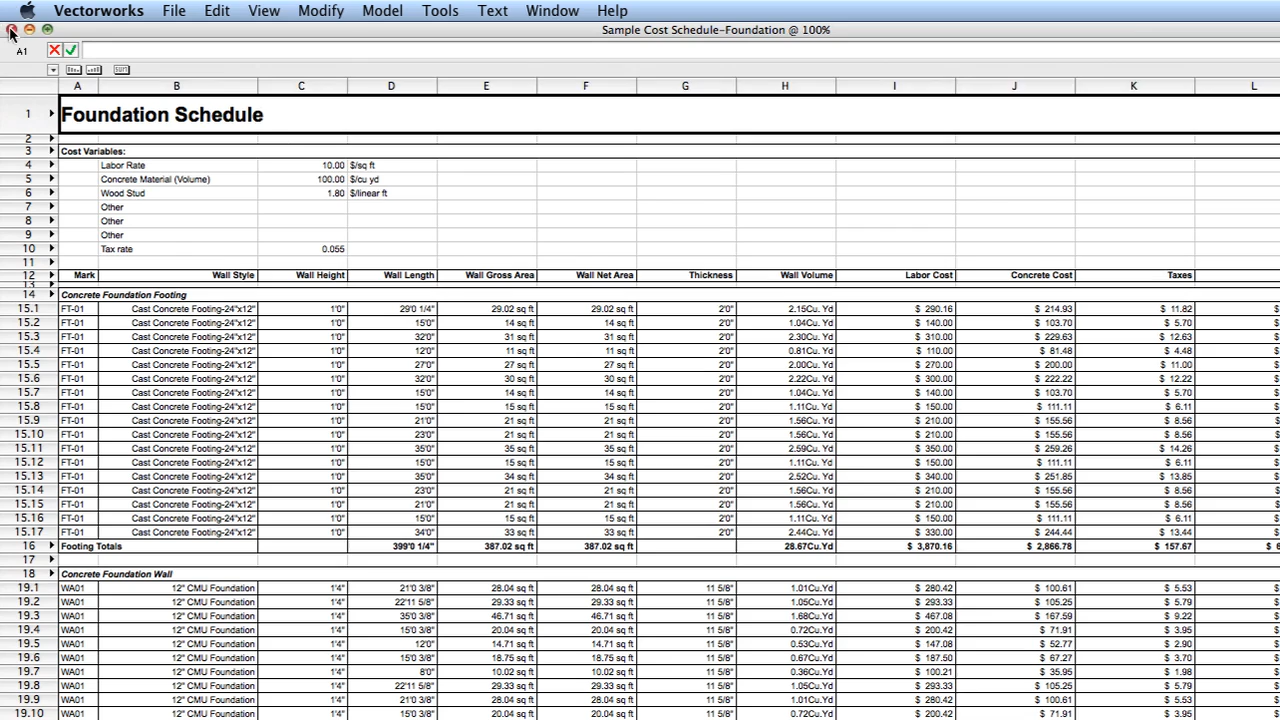 Vectorworks File Edit View Modify Model Tools Text Window Help
Sample Cost Schedule-Foundation @ 100%
A1
A B C D E F G H I J K L
1 Foundation Schedule
2
3 Cost Variables:
4 Labor Rate 10.00 $/sq ft
5 Concrete Material (Volume) 100.00 $/cu yd
6 Wood Stud 1.80 $/linear ft
7 Other
8 Other
9 Other
10 Tax rate 0.055
11
12 Mark Wall Style Wall Height Wall Length Wall Gross Area Wall Net Area Thickness Wall Volume Labor Cost Concrete Cost Taxes
13
14 Concrete Foundation Footing
15.1 FT-01 Cast Concrete Footing-24"x12" 1'0" 29'0 1/4" 29.02 sq ft 29.02 sq ft 2'0" 2.15Cu. Yd $ 290.16 $ 214.93 $ 11.82 $
15.2 FT-01 Cast Concrete Footing-24"x12" 1'0" 15'0" 14 sq ft 14 sq ft 2'0" 1.04Cu. Yd $ 140.00 $ 103.70 $ 5.70 $
15.3 FT-01 Cast Concrete Footing-24"x12" 1'0" 32'0" 31 sq ft 31 sq ft 2'0" 2.30Cu. Yd $ 310.00 $ 229.63 $ 12.63 $
15.4 FT-01 Cast Concrete Footing-24"x12" 1'0" 12'0" 11 sq ft 11 sq ft 2'0" 0.81Cu. Yd $ 110.00 $ 81.48 $ 4.48 $
15.5 FT-01 Cast Concrete Footing-24"x12" 1'0" 27'0" 27 sq ft 27 sq ft 2'0" 2.00Cu. Yd $ 270.00 $ 200.00 $ 11.00 $
15.6 FT-01 Cast Concrete Footing-24"x12" 1'0" 32'0" 30 sq ft 30 sq ft 2'0" 2.22Cu. Yd $ 300.00 $ 222.22 $ 12.22 $
15.7 FT-01 Cast Concrete Footing-24"x12" 1'0" 15'0" 14 sq ft 14 sq ft 2'0" 1.04Cu. Yd $ 140.00 $ 103.70 $ 5.70 $
15.8 FT-01 Cast Concrete Footing-24"x12" 1'0" 15'0" 15 sq ft 15 sq ft 2'0" 1.11Cu. Yd $ 150.00 $ 111.11 $ 6.11 $
15.9 FT-01 Cast Concrete Footing-24"x12" 1'0" 21'0" 21 sq ft 21 sq ft 2'0" 1.56Cu. Yd $ 210.00 $ 155.56 $ 8.56 $
15.10 FT-01 Cast Concrete Footing-24"x12" 1'0" 23'0" 21 sq ft 21 sq ft 2'0" 1.56Cu. Yd $ 210.00 $ 155.56 $ 8.56 $
15.11 FT-01 Cast Concrete Footing-24"x12" 1'0" 35'0" 35 sq ft 35 sq ft 2'0" 2.59Cu. Yd $ 350.00 $ 259.26 $ 14.26 $
15.12 FT-01 Cast Concrete Footing-24"x12" 1'0" 15'0" 15 sq ft 15 sq ft 2'0" 1.11Cu. Yd $ 150.00 $ 111.11 $ 6.11 $
15.13 FT-01 Cast Concrete Footing-24"x12" 1'0" 35'0" 34 sq ft 34 sq ft 2'0" 2.52Cu. Yd $ 340.00 $ 251.85 $ 13.85 $
15.14 FT-01 Cast Concrete Footing-24"x12" 1'0" 23'0" 21 sq ft 21 sq ft 2'0" 1.56Cu. Yd $ 210.00 $ 155.56 $ 8.56 $
15.15 FT-01 Cast Concrete Footing-24"x12" 1'0" 21'0" 21 sq ft 21 sq ft 2'0" 1.56Cu. Yd $ 210.00 $ 155.56 $ 8.56 $
15.16 FT-01 Cast Concrete Footing-24"x12" 1'0" 15'0" 15 sq ft 15 sq ft 2'0" 1.11Cu. Yd $ 150.00 $ 111.11 $ 6.11 $
15.17 FT-01 Cast Concrete Footing-24"x12" 1'0" 34'0" 33 sq ft 33 sq ft 2'0" 2.44Cu. Yd $ 330.00 $ 244.44 $ 13.44 $
16 Footing Totals 399'0 1/4" 387.02 sq ft 387.02 sq ft 28.67Cu.Yd $ 3,870.16 $ 2,866.78 $ 157.67 $
17
18 Concrete Foundation Wall
19.1 WA01 12" CMU Foundation 1'4" 21'0 3/8" 28.04 sq ft 28.04 sq ft 11 5/8" 1.01Cu.Yd $ 280.42 $ 100.61 $ 5.53 $
19.2 WA01 12" CMU Foundation 1'4" 22'11 5/8" 29.33 sq ft 29.33 sq ft 11 5/8" 1.05Cu.Yd $ 293.33 $ 105.25 $ 5.79 $
19.3 WA01 12" CMU Foundation 1'4" 35'0 3/8" 46.71 sq ft 46.71 sq ft 11 5/8" 1.68Cu.Yd $ 467.08 $ 167.59 $ 9.22 $
19.4 WA01 12" CMU Foundation 1'4" 15'0 3/8" 20.04 sq ft 20.04 sq ft 11 5/8" 0.72Cu.Yd $ 200.42 $ 71.91 $ 3.95 $
19.5 WA01 12" CMU Foundation 1'4" 12'0" 14.71 sq ft 14.71 sq ft 11 5/8" 0.53Cu.Yd $ 147.08 $ 52.77 $ 2.90 $
19.6 WA01 12" CMU Foundation 1'4" 15'0 3/8" 18.75 sq ft 18.75 sq ft 11 5/8" 0.67Cu.Yd $ 187.50 $ 67.27 $ 3.70 $
19.7 WA01 12" CMU Foundation 1'4" 8'0" 10.02 sq ft 10.02 sq ft 11 5/8" 0.36Cu.Yd $ 100.21 $ 35.95 $ 1.98 $
19.8 WA01 12" CMU Foundation 1'4" 22'11 5/8" 29.33 sq ft 29.33 sq ft 11 5/8" 1.05Cu.Yd $ 293.33 $ 105.25 $ 5.79 $
19.9 WA01 12" CMU Foundation 1'4" 21'0 3/8" 28.04 sq ft 28.04 sq ft 11 5/8" 1.01Cu.Yd $ 280.42 $ 100.61 $ 5.53 $
19.10 WA01 12" CMU Foundation 1'4" 15'0 3/8" 20.04 sq ft 20.04 sq ft 11 5/8" 0.72Cu.Yd $ 200.42 $ 71.91 $ 3.95 $